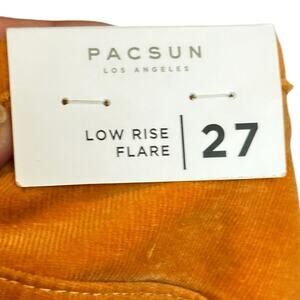 PACSUN
LOS ANGELES
LOW RISE
FLARE
27